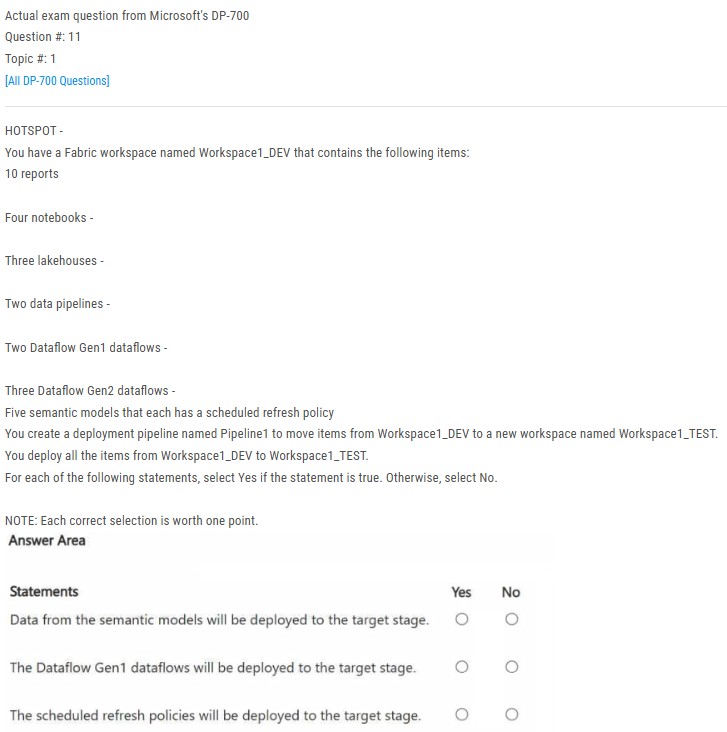 Actual exam question from Microsoft's DP-700
Question #: 11
Topic #: 1
[All DP-700 Questions]
HOTSPOT -
You have a Fabric workspace named Workspace1_DEV that contains the following items:
10 reports
Four notebooks -
Three lakehouses -
Two data pipelines -
Two Dataflow Gen1 dataflows -
Three Dataflow Gen2 dataflows -
Five semantic models that each has a scheduled refresh policy
You create a deployment pipeline named Pipeline1 to move items from Workspace1_DEV to a new workspace named Workspace1_TEST.
You deploy all the items from Workspace1_DEV to Workspace1_TEST.
For each of the following statements, select Yes if the statement is true. Otherwise, select No.
NOTE: Each correct selection is worth one point.
Answer Area
Statements Yes No
Data from the semantic models will be deployed to the target stage.
The Dataflow Gen1 dataflows will be deployed to the target stage.
The scheduled refresh policies will be deployed to the target stage.